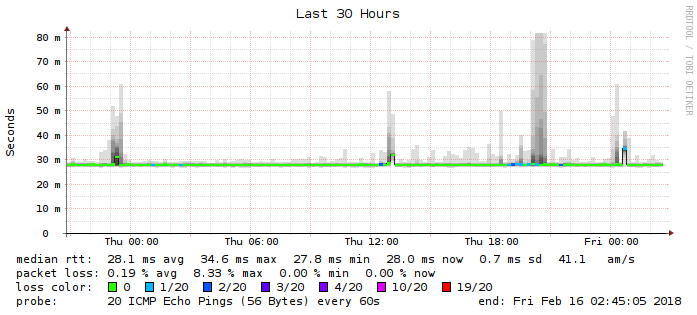 Last 30 Hours
RRDTOOL / TOBI OETIKER
Seconds
80 m
70 m
60 m
50 m
40 m
30 m
20 m
10 m
0
Thu 00:00 Thu 06:00 Thu 12:00 Thu 18:00 Fri 00:00
median rtt: 28.1 ms avg 34.6 ms max 27.8 ms min 28.0 ms now 0.7 ms sd 41.1 am/s
packet loss: 0.19 % avg 8.33 % max 0.00 % min 0.00 % now
loss color: 0 1/20 2/20 3/20 4/20 10/20 19/20
probe: 20 ICMP Echo Pings (56 Bytes) every 60s end: Fri Feb 16 02:45:05 2018